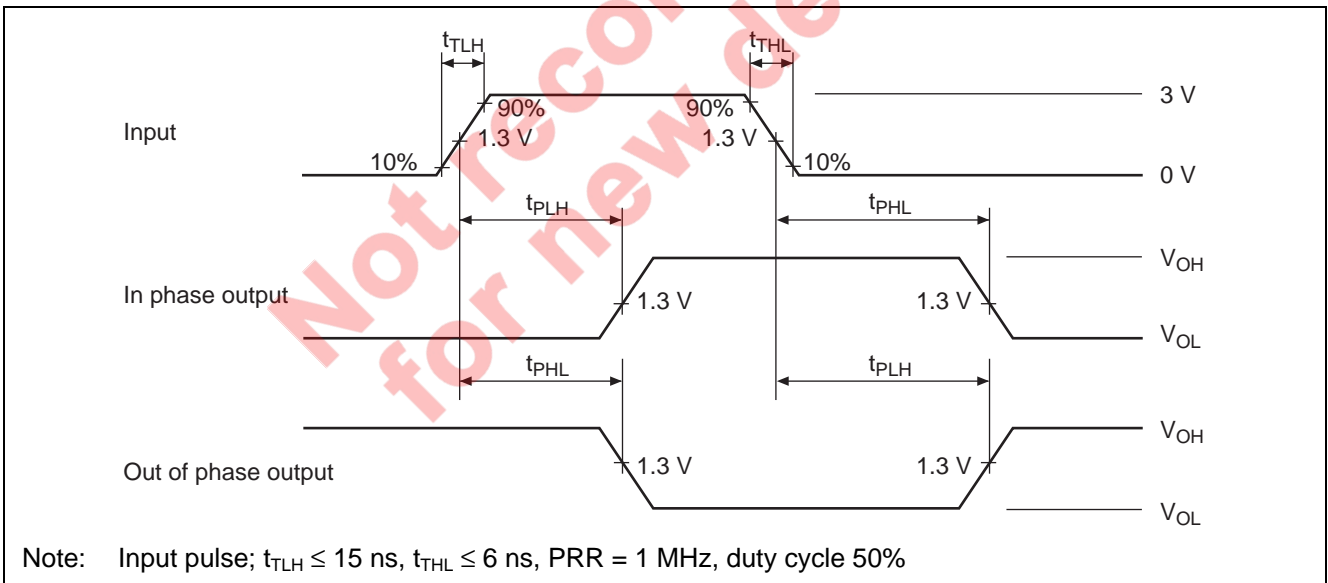 tTLH
tTHL
90%
90%
3 V
Input
1.3 V
1.3 V
10%
10%
0 V
tPLH
tPHL
VOH
In phase output
1.3 V
1.3 V
VOL
tPHL
tPLH
VOH
Out of phase output
1.3 V
1.3 V
VOL
Note: Input pulse; tTLH ≤ 15 ns, tTHL ≤ 6 ns, PRR = 1 MHz, duty cycle 50%
Not recom
for new de